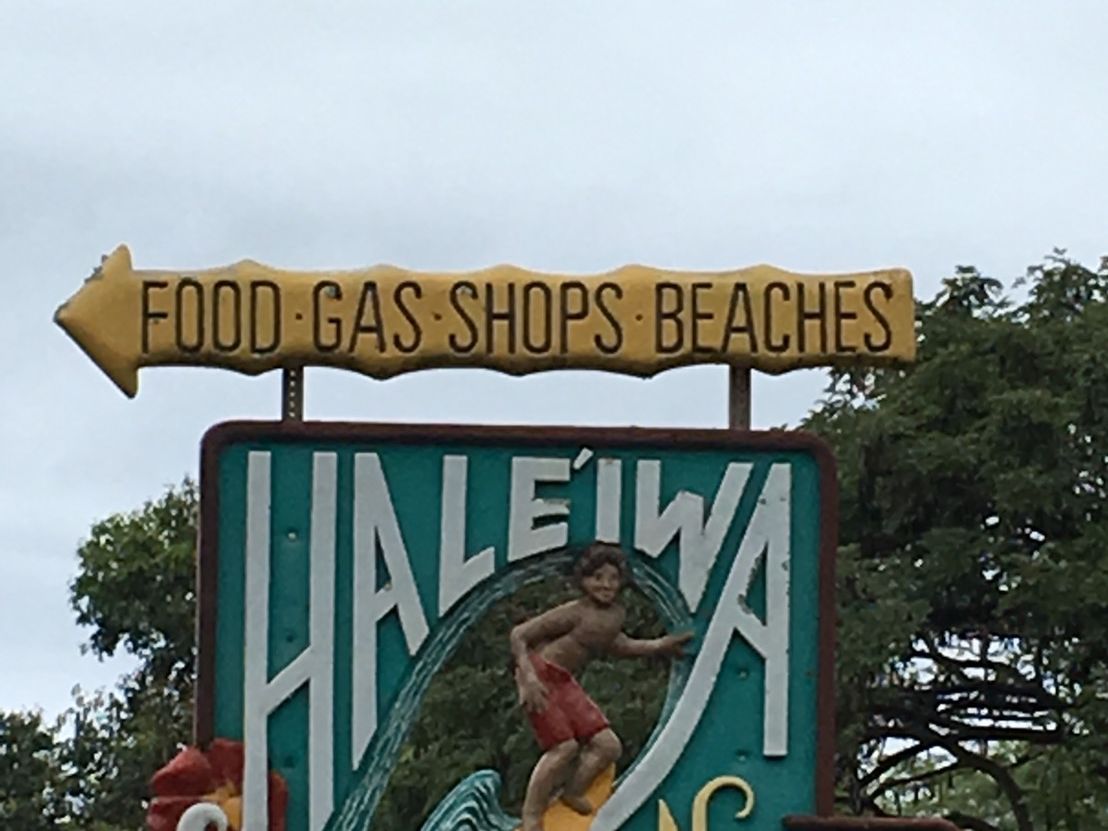 FOOD · GAS · SHOPS · BEACHES
HALE'IWA